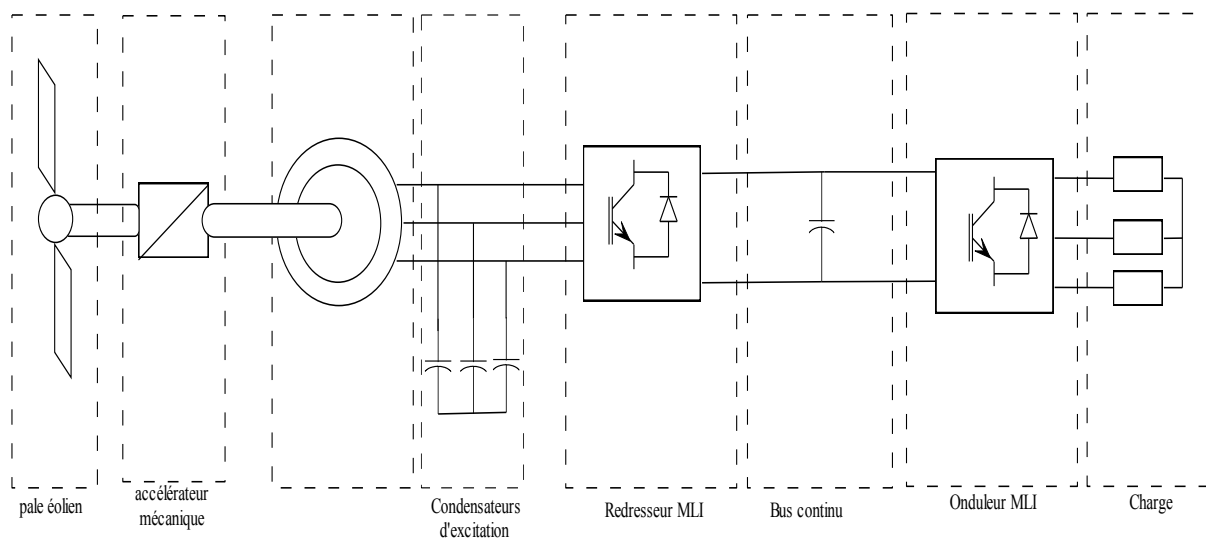 pale éolien
accélérateur
mécanique
Condensateurs
d'excitation
Redresseur MLI
Bus continu
Onduleur MLI
Charge